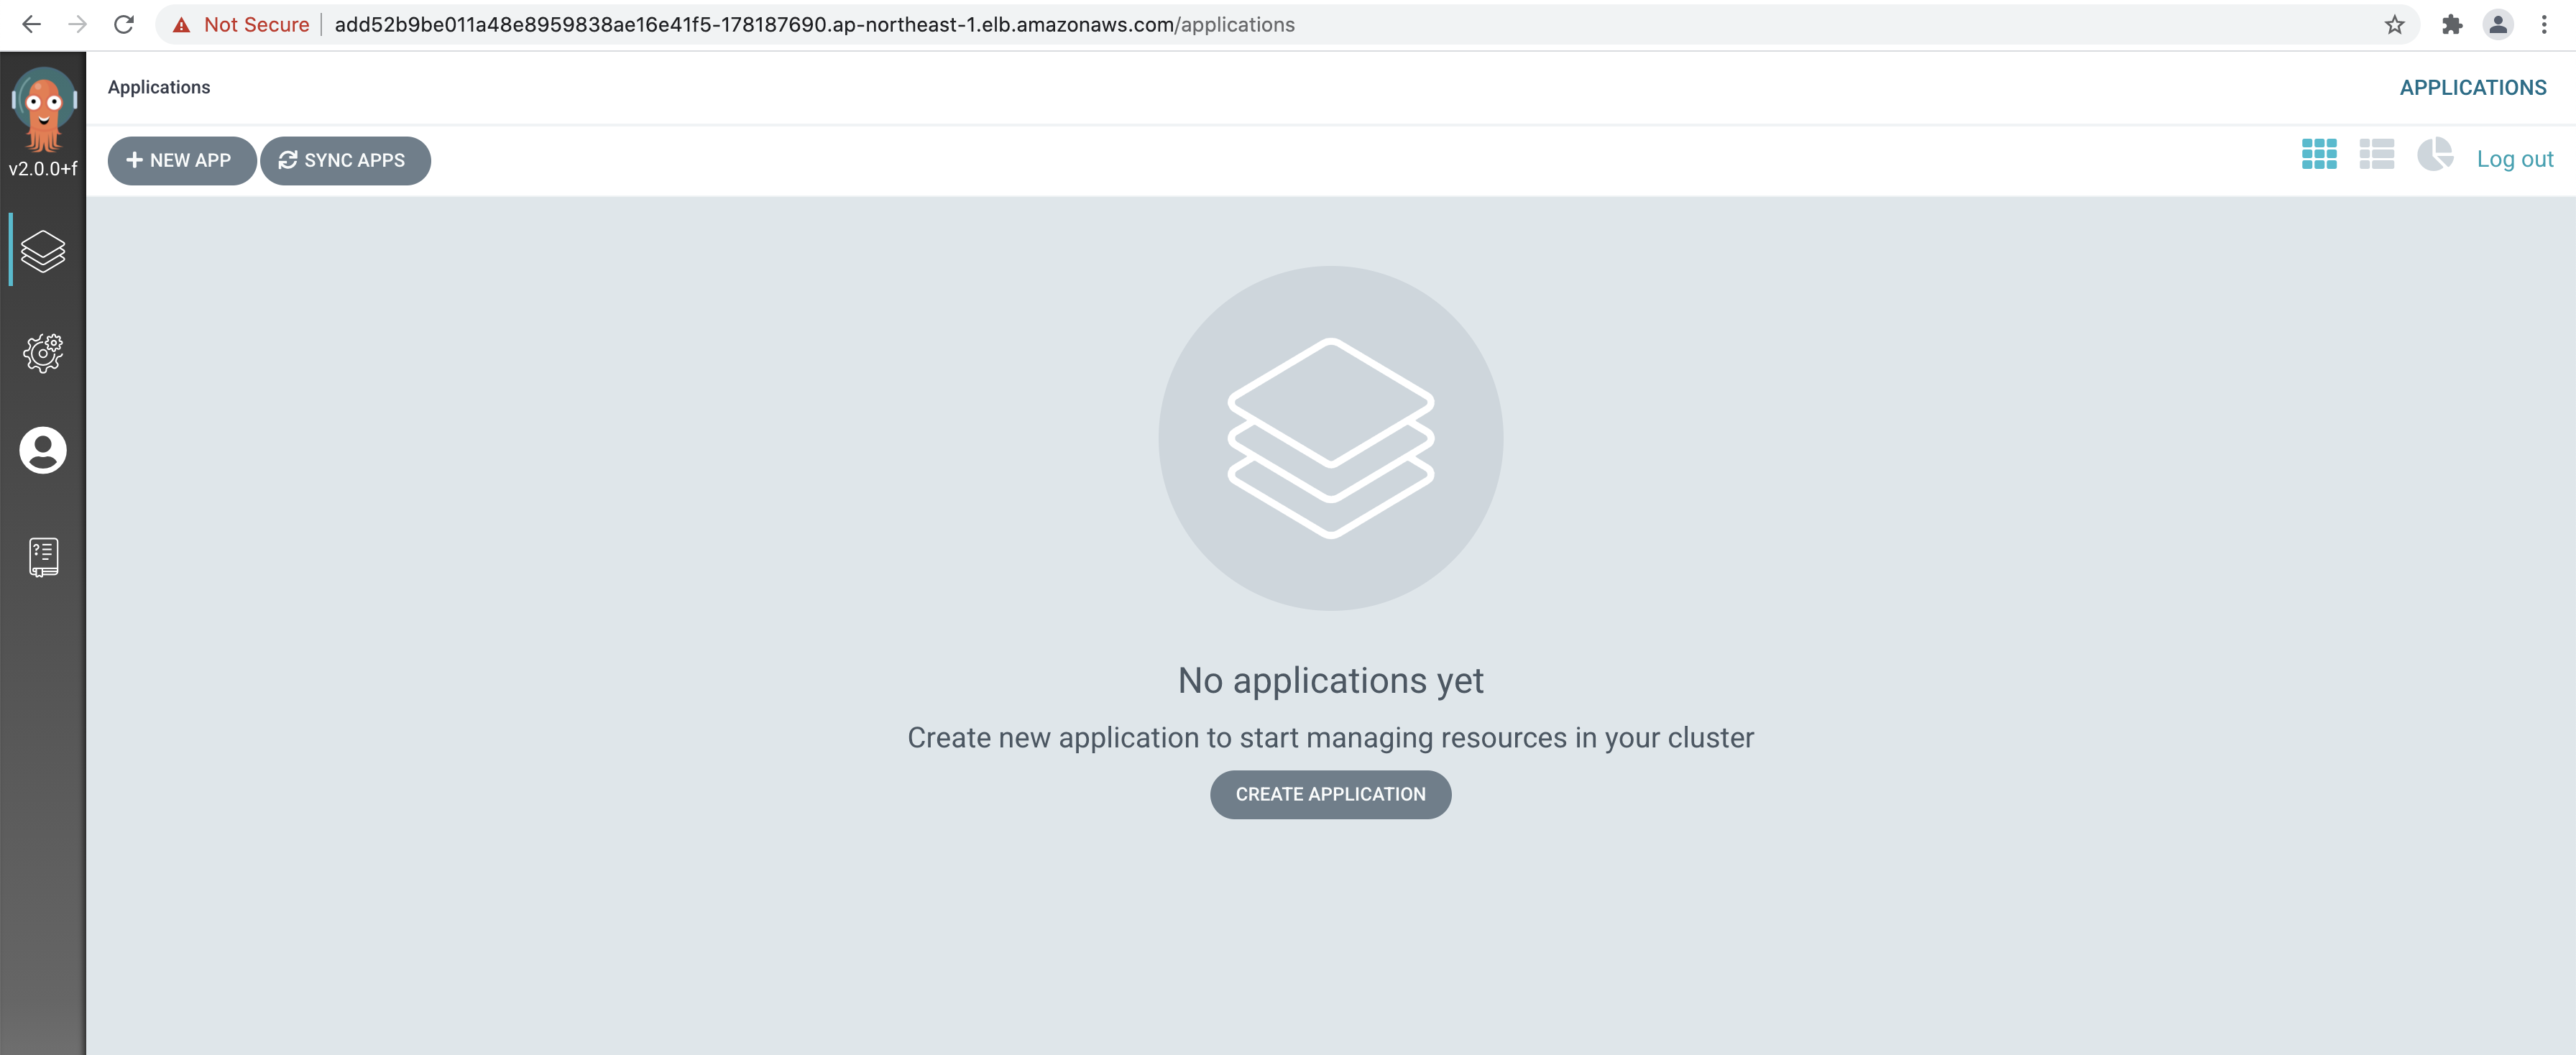 Not Secure add52b9be011a48e8959838ae16e41f5-178187690.ap-northeast-1.elb.amazonaws.com/applications
Applications APPLICATIONS
v2.0.0+f
NEW APP SYNC APPS Log out
No applications yet
Create new application to start managing resources in your cluster
CREATE APPLICATION